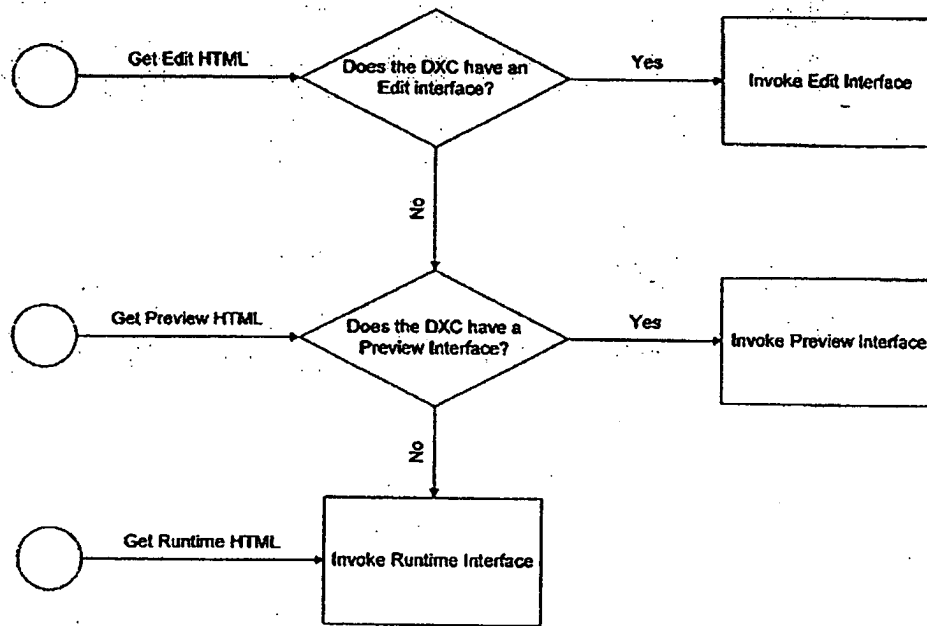 Get Edit HTML
Does the DXC have an
Edit interface?
Yes
Invoke Edit Interface
No
Get Preview HTML
Does the DXC have a
Preview Interface?
Yes
Invoke Preview Interface
No
Get Runtime HTML
Invoke Runtime Interface